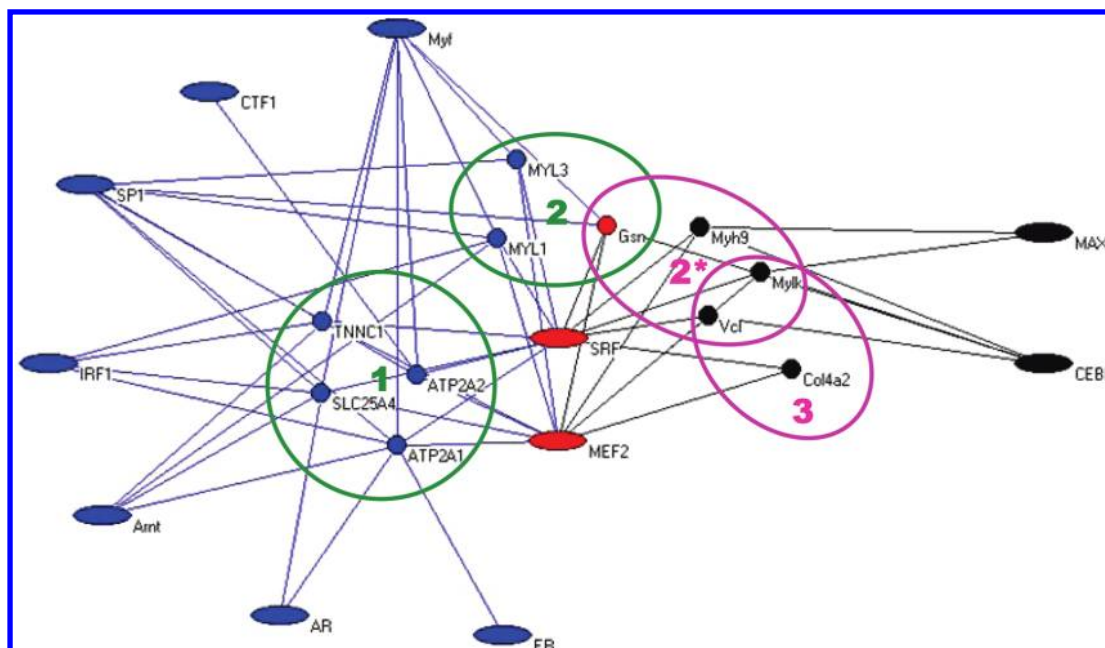 Myf
CTF1
MYL3
SP1
2
Gsn
Myh9
MAX
MYL1
2*
Mylk
TNNC1
Vcl
SRF
IRF1
1
ATP2A2
Col4a2
CEB
SLC25A4
3
ATP2A1
MEF2
Arnt
AR